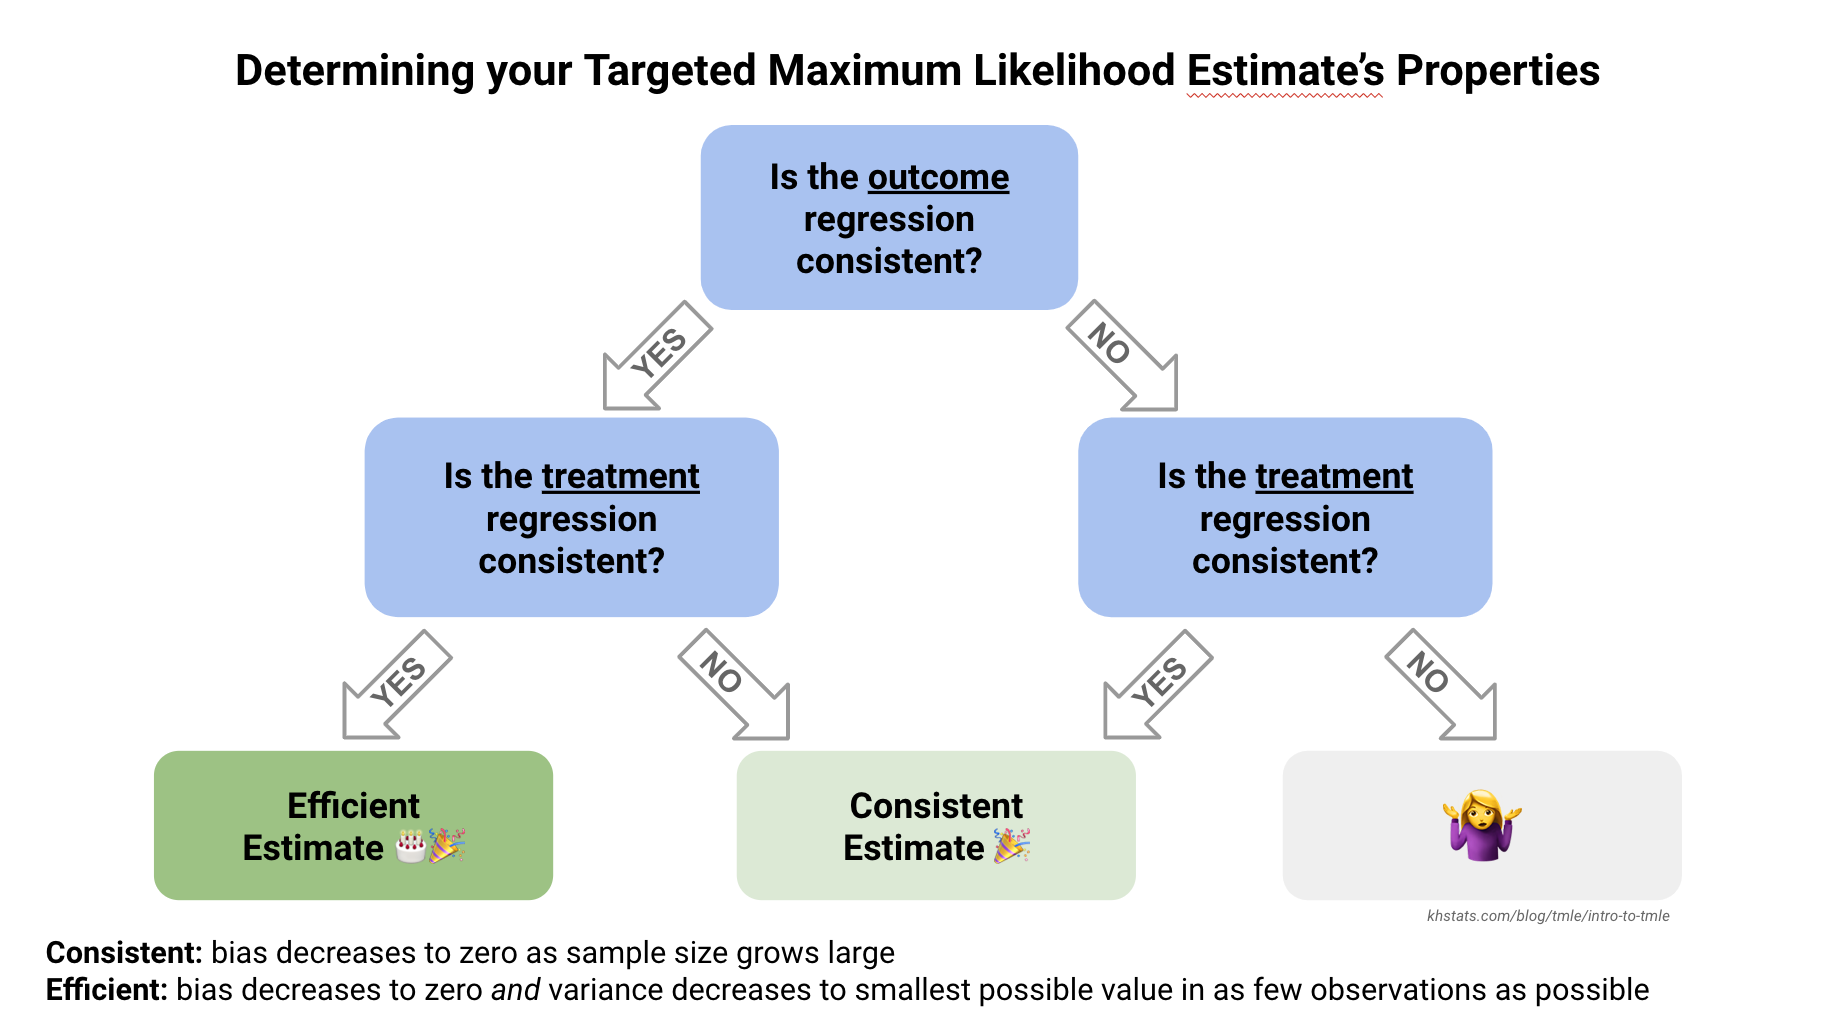 Determining your Targeted Maximum Likelihood Estimate’s Properties
Is the outcome
regression
consistent?
YES
NO
Is the treatment
regression
consistent?
Is the treatment
regression
consistent?
YES
NO
YES
NO
Efficient
Estimate 🎂🎉
Consistent
Estimate 🎉
🤷‍♀️
khstats.com/blog/tmle/intro-to-tmle
Consistent: bias decreases to zero as sample size grows large
Efficient: bias decreases to zero and variance decreases to smallest possible value in as few observations as possible